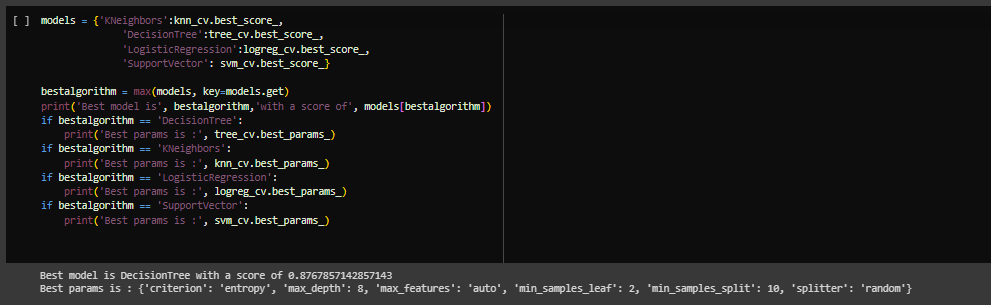 [ ] models = {'KNeighbors':knn_cv.best_score_,
'DecisionTree':tree_cv.best_score_,
'LogisticRegression':logreg_cv.best_score_,
'SupportVector': svm_cv.best_score_}
bestalgorithm = max(models, key=models.get)
print('Best model is', bestalgorithm,'with a score of', models[bestalgorithm])
if bestalgorithm == 'DecisionTree':
print('Best params is :', tree_cv.best_params_)
if bestalgorithm == 'KNeighbors':
print('Best params is :', knn_cv.best_params_)
if bestalgorithm == 'LogisticRegression':
print('Best params is :', logreg_cv.best_params_)
if bestalgorithm == 'SupportVector':
print('Best params is :', svm_cv.best_params_)
Best model is DecisionTree with a score of 0.8767857142857143
Best params is : {'criterion': 'entropy', 'max_depth': 8, 'max_features': 'auto', 'min_samples_leaf': 2, 'min_samples_split': 10, 'splitter': 'random'}